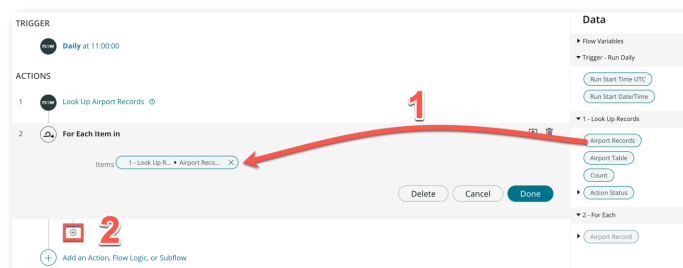 TRIGGER
now Daily at 11:00:00
ACTIONS
1 now Look Up Airport Records
2 For Each Item in
Items 1 - Look Up R... Airport Reco...
Delete Cancel Done
Add an Action, Flow Logic, or Subflow
1
2
Data
Flow Variables
Trigger - Run Daily
Run Start Time UTC
Run Start Date/Time
1 - Look Up Records
Airport Records
Airport Table
Count
Action Status
2 - For Each
Airport Record